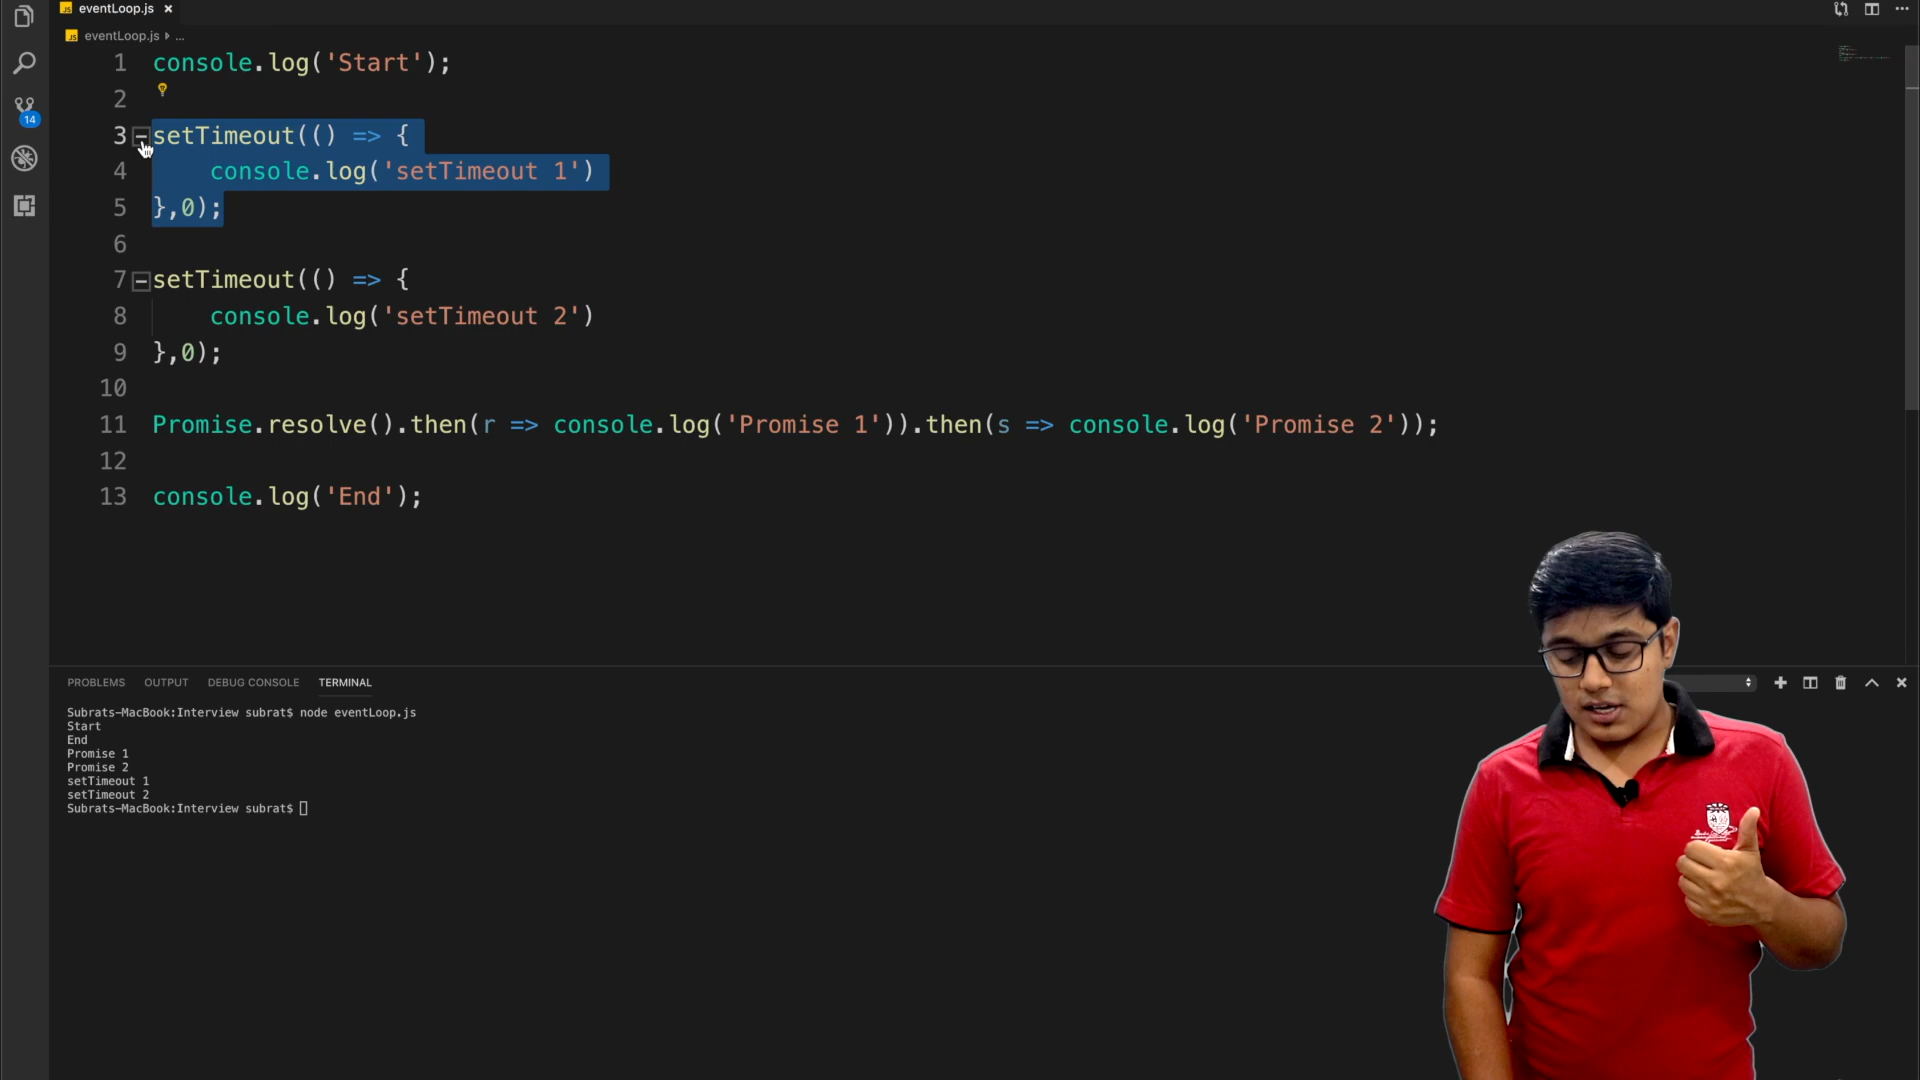 JS eventLoop.js ×
JS eventLoop.js ▸ ...
1 console.log('Start');
2
3 setTimeout(() => {
4     console.log('setTimeout 1')
5 },0);
6
7 setTimeout(() => {
8     console.log('setTimeout 2')
9 },0);
10
11 Promise.resolve().then(r => console.log('Promise 1')).then(s => console.log('Promise 2'));
12
13 console.log('End');
14
PROBLEMS OUTPUT DEBUG CONSOLE TERMINAL
Subrats-MacBook:Interview subrat$ node eventLoop.js
Start
End
Promise 1
Promise 2
setTimeout 1
setTimeout 2
Subrats-MacBook:Interview subrat$